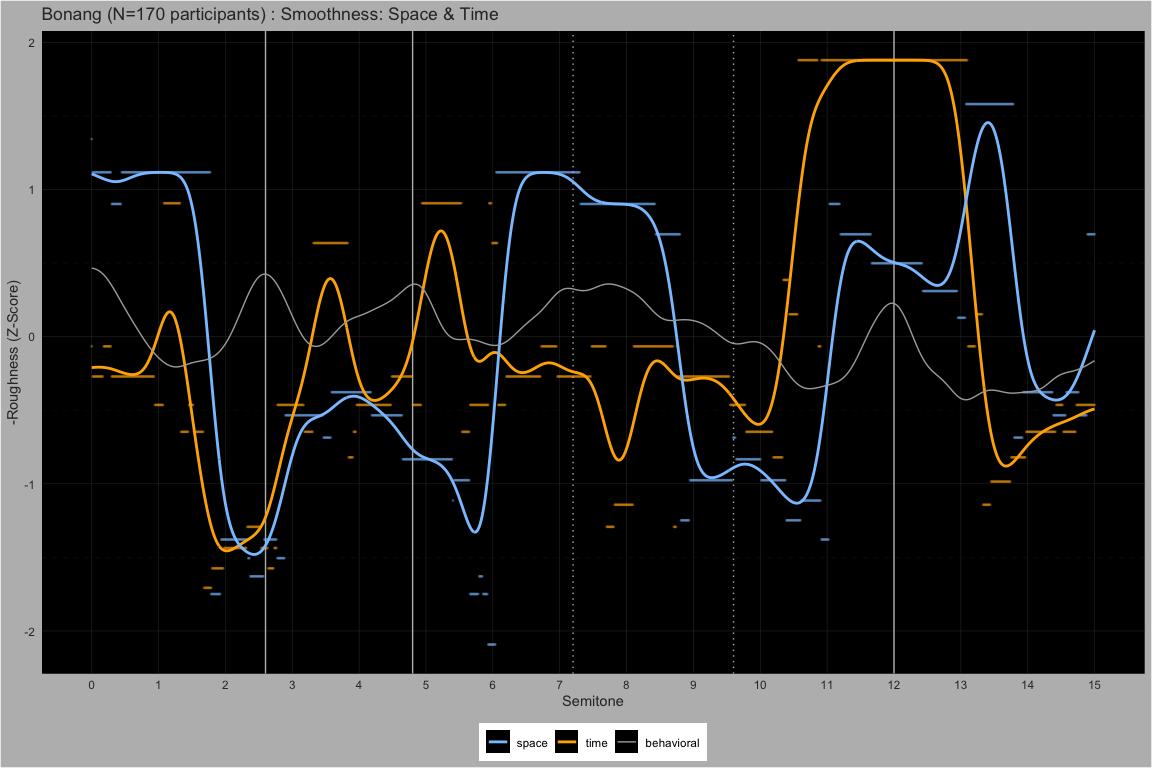 Bonang (N=170 participants) : Smoothness: Space & Time
-Roughness (Z-Score)
2
1
0
-1
-2
0 1 2 3 4 5 6 7 8 9 10 11 12 13 14 15
Semitone
space time behavioral